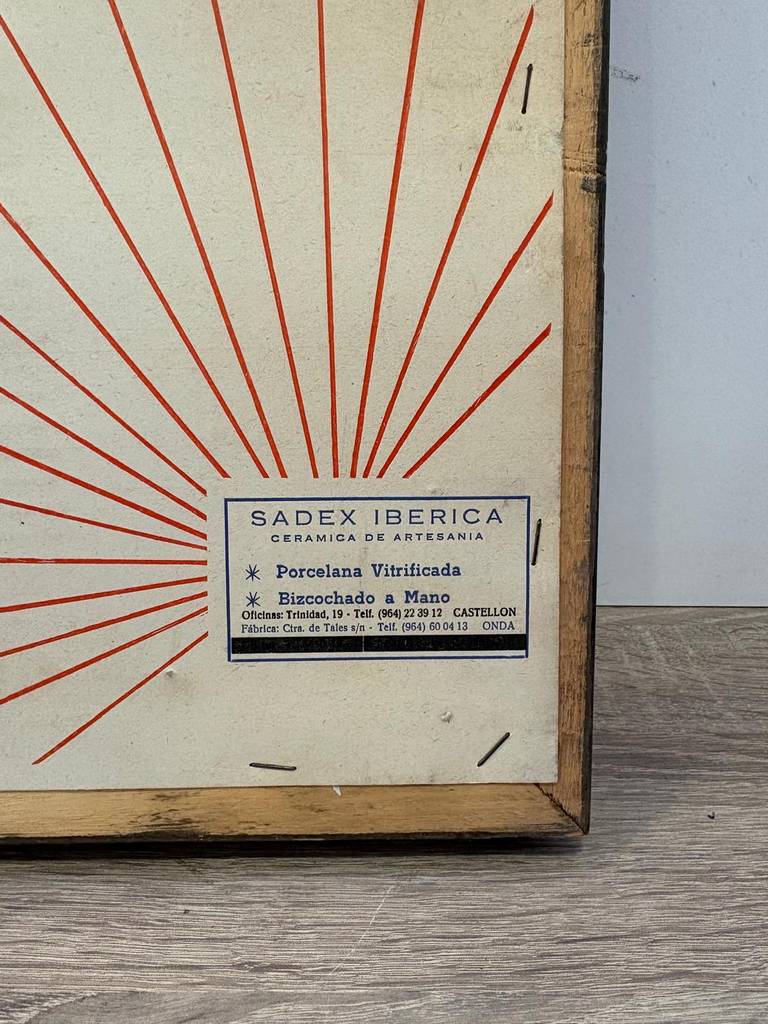 SADEX IBERICA
CERAMICA DE ARTESANIA
* Porcelana Vitrificada
* Bizcochado a Mano
Oficinas: Trinidad, 19 - Telf. (964) 22 39 12 CASTELLON
Fábrica: Ctra. de Tales s/n - Telf. (964) 60 04 13 ONDA